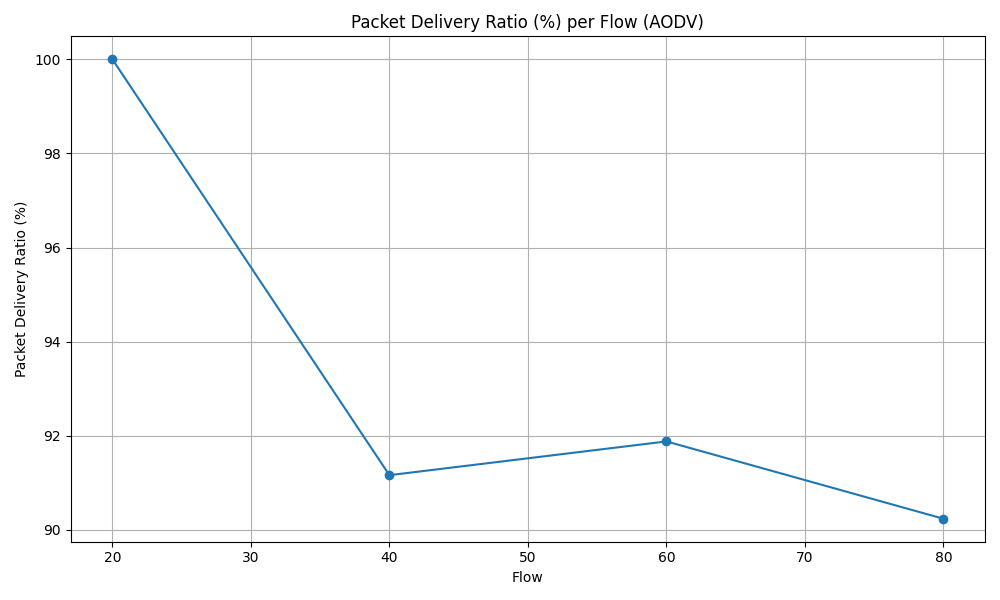 Packet Delivery Ratio (%) per Flow (AODV)
Packet Delivery Ratio (%)
100
98
96
94
92
90
20 30 40 50 60 70 80
Flow